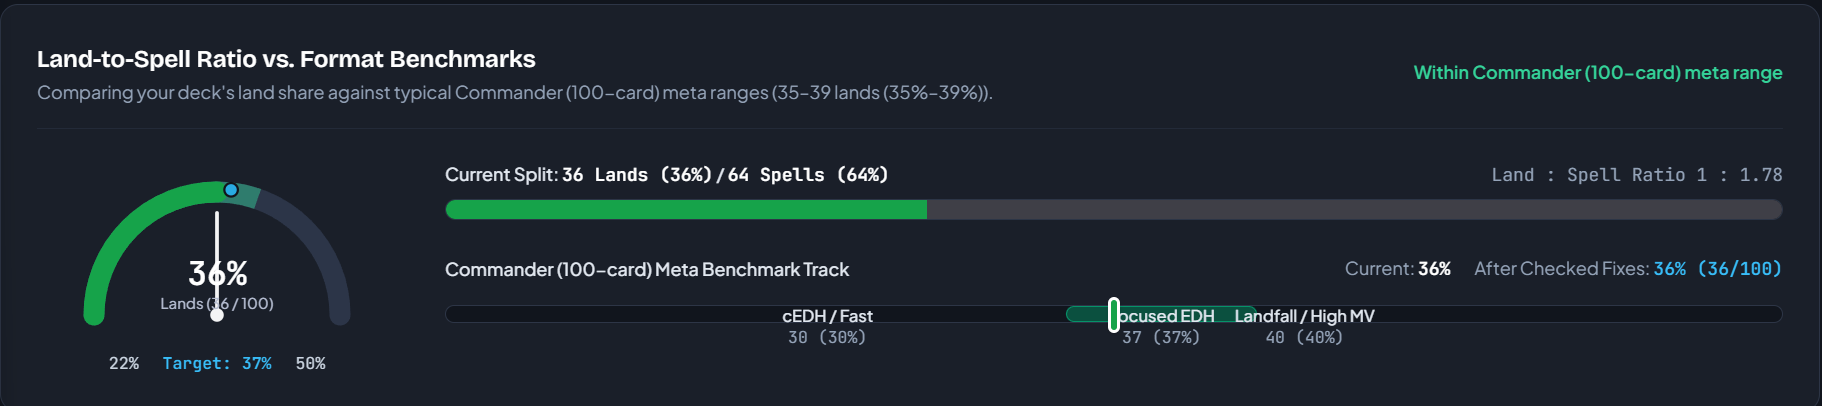 Land-to-Spell Ratio vs. Format Benchmarks
Comparing your deck's land share against typical Commander (100-card) meta ranges (35-39 lands (35%-39%)).
Within Commander (100-card) meta range
36%
Lands (36 / 100)
22% Target: 37% 50%
Current Split: 36 Lands (36%) / 64 Spells (64%)
Land : Spell Ratio 1 : 1.78
Commander (100-card) Meta Benchmark Track
Current: 36% After Checked Fixes: 36% (36/100)
cEDH / Fast
30 (30%)
ocused EDH
37 (37%)
Landfall / High MV
40 (40%)